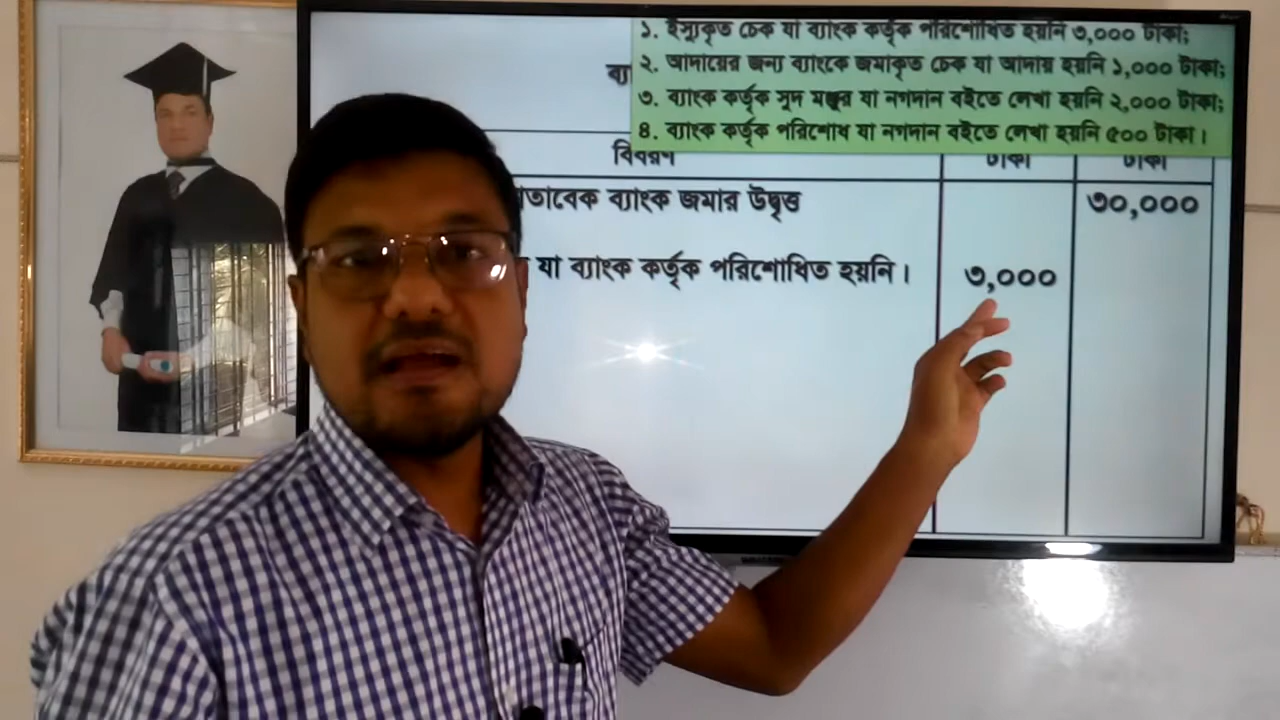 ১. ইস্যুকৃত চেক যা ব্যাংক কর্তৃক পরিশোধিত হয়নি ৩,০০০ টাকা;
২. আদায়ের জন্য ব্যাংকে জমাকৃত চেক যা আদায় হয়নি ১,০০০ টাকা;
৩. ব্যাংক কর্তৃক সুদ মঞ্জুর যা নগদান বইতে লেখা হয়নি ২,০০০ টাকা;
৪. ব্যাংক কর্তৃক পরিশোধ যা নগদান বইতে লেখা হয়নি ৫০০ টাকা।
বিবরণ টাকা টাকা
ব্যাংক জমার উদ্বৃত্ত ৩০,০০০
যা ব্যাংক কর্তৃক পরিশোধিত হয়নি। ৩,০০০